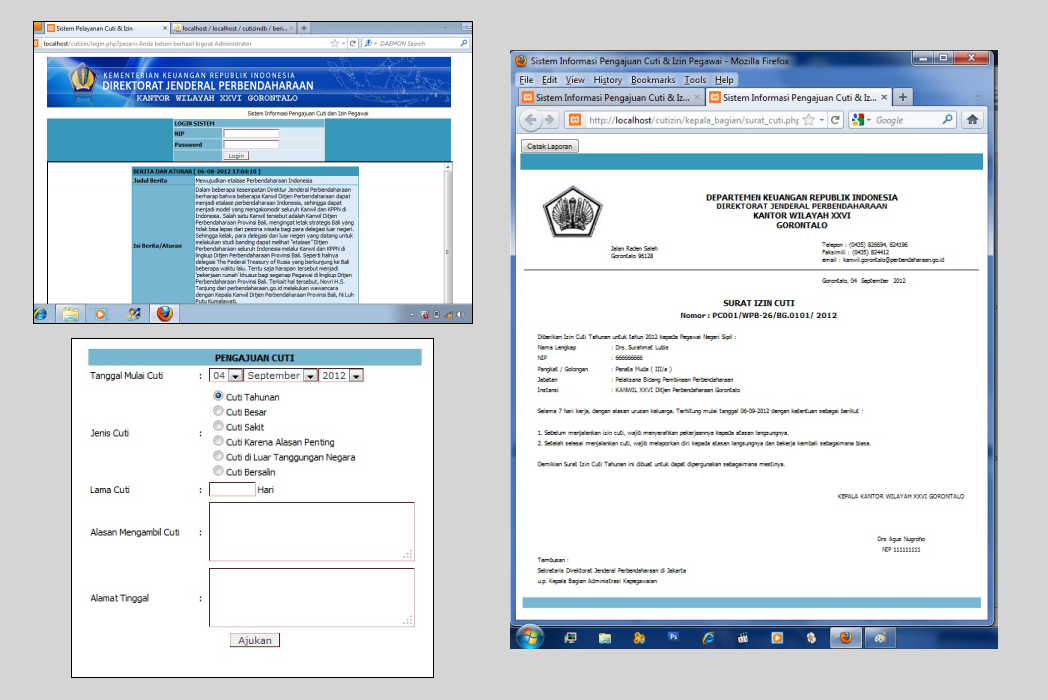 Sistem Pelayanan Cuti & Izin
localhost / localhost / cutizindb / beri...
localhost/cutizin/login.php?pesan=Anda belum berhasil logout Administrator
DAEMON Search
KEMENTERIAN KEUANGAN REPUBLIK INDONESIA
DIREKTORAT JENDERAL PERBENDAHARAAN
KANTOR WILAYAH XXVI GORONTALO
Sistem Informasi Pengajuan Cuti dan Izin Pegawai
LOGIN SISTEM
NIP
Password
Login
BERITA DAN ATURAN [ 06-08-2012 17:04:10 ]
Judul Berita Mewujudkan etalase Perbendaharaan Indonesia
Isi Berita/Aturan
Dalam beberapa kesempatan Direktur Jenderal Perbendaharaan
berharap bahwa beberapa Kanwil Ditjen Perbendaharaan dapat
menjadi etalase perbendaharaan Indonesia, sehingga dapat
menjadi model yang mengakomodir seluruh Kanwil dan KPPN di
Indonesia. Salah satu Kanwil tersebut adalah Kanwil Ditjen
Perbendaharaan Provinsi Bali, mengingat letak strategis Bali yang
tidak bisa lepas dari pesona wisata bagi para delegasi luar negeri.
Sehingga kelak, para delegasi dari luar negeri yang datang untuk
melakukan studi banding dapat melihat "etalase" Ditjen
Perbendaharaan seluruh Indonesia melalui Kanwil dan KPPN di
lingkup Ditjen Perbendaharaan Provinsi Bali. Seperti halnya
delegasi The Federal Treasury of Rusia yang berkunjung ke Bali
beberapa waktu lalu. Tentu saja harapan tersebut menjadi
'pekerjaan rumah' khusus bagi segenap Pegawai di lingkup Ditjen
Perbendaharaan Provinsi Bali. Terkait hal tersebut, Novri H.S.
Tanjung dari perbendaharaan.go.id melakukan wawancara
dengan Kepala Kanwil Ditjen Perbendaharaan Provinsi Bali, Ni Luh
Putu Kumalawati.
PENGAJUAN CUTI
Tanggal Mulai Cuti : 04 September 2012
Jenis Cuti :
Cuti Tahunan
Cuti Besar
Cuti Sakit
Cuti Karena Alasan Penting
Cuti di Luar Tanggungan Negara
Cuti Bersalin
Lama Cuti : Hari
Alasan Mengambil Cuti :
Alamat Tinggal :
Ajukan
Sistem Informasi Pengajuan Cuti & Izin Pegawai - Mozilla Firefox
File Edit View History Bookmarks Tools Help
Sistem Informasi Pengajuan Cuti & Iz...
Sistem Informasi Pengajuan Cuti & Iz...
http://localhost/cutizin/kepala_bagian/surat_cuti.php
Google
Cetak Laporan
DEPARTEMEN KEUANGAN REPUBLIK INDONESIA
DIREKTORAT JENDERAL PERBENDAHARAAN
KANTOR WILAYAH XXVI
GORONTALO
Jalan Raden Saleh
Gorontalo 96128
Telepon : (0435) 826694, 824196
Faksimili : (0435) 824412
email : kanwil.gorontalo@perbendaharaan.go.id
Gorontalo, 04 September 2012
SURAT IZIN CUTI
Nomor : PC001/WPB-26/BG.0101/ 2012
Diberikan Izin Cuti Tahunan untuk tahun 2012 kepada Pegawai Negeri Sipil :
Nama Lengkap : Drs. Surahmat Lubis
NIP : 666666666
Pangkat / Golongan : Penata Muda ( III/a )
Jabatan : Pelaksana Bidang Pembinaan Perbendaharaan
Instansi : KANWIL XXVI Ditjen Perbendaharaan Gorontalo
Selama 7 hari kerja, dengan alasan urusan keluarga. Terhitung mulai tanggal 06-09-2012 dengan ketentuan sebagai berikut :
1. Sebelum menjalankan izin cuti, wajib menyerahkan pekerjaannya kepada atasan langsungnya.
2. Setelah selesai menjalankan cuti, wajib melaporkan diri kepada atasan langsungnya dan bekerja kembali sebagaimana biasa.
Demikian Surat Izin Cuti Tahunan ini dibuat untuk dapat dipergunakan sebagaimana mestinya.
KEPALA KANTOR WILAYAH XXVI GORONTALO
Drs Agus Nugroho
NIP 111111111
Tembusan :
Sekretaris Direktorat Jenderal Perbendaharaan di Jakarta
u.p. Kepala Bagian Administrasi Kepegawaian